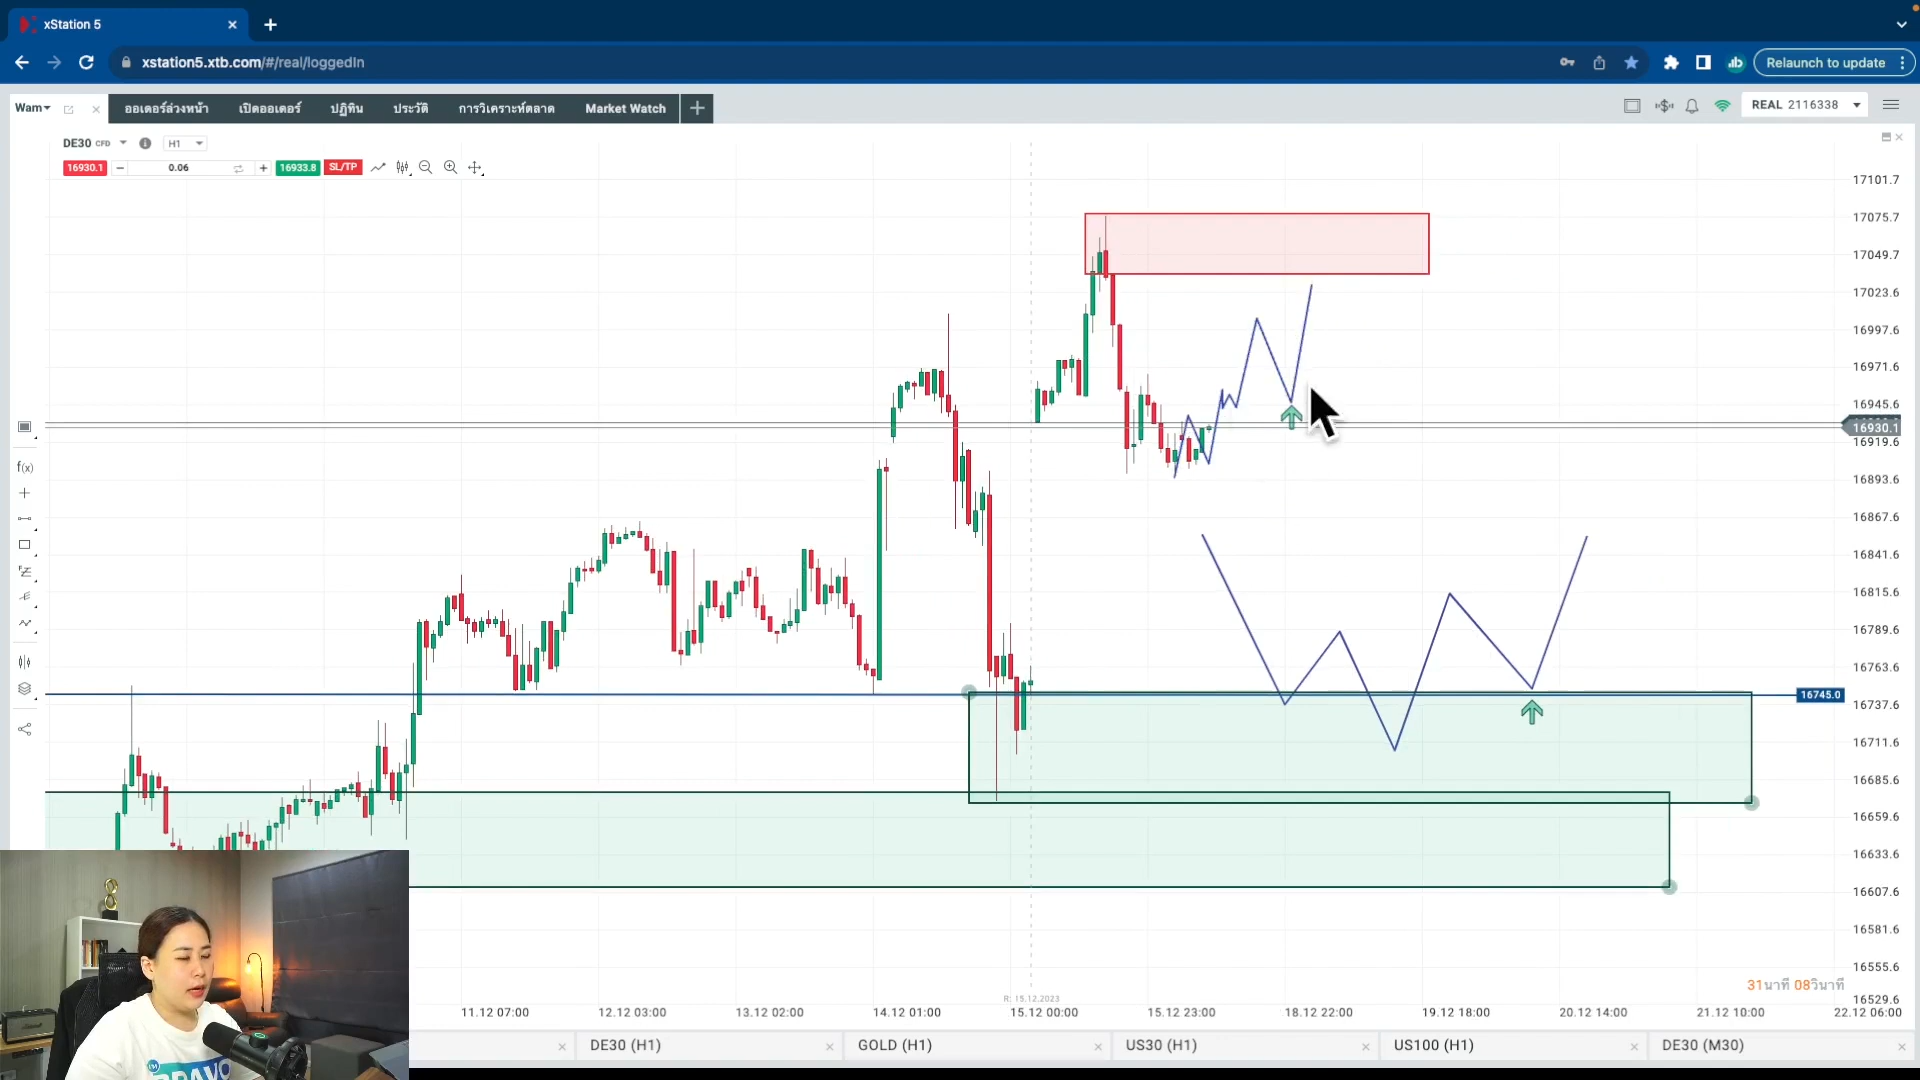 xStation 5
xstation5.xtb.com/#/real/loggedIn
Relaunch to update
Wam
ออเดอร์ล่วงหน้า
เปิดออเดอร์
ปฏิทิน
ประวัติ
การวิเคราะห์ตลาด
Market Watch
REAL 2116338
DE30 CFD
H1
16930.1
0.06
16933.8
SL/TP
17101.7
17075.7
17049.7
17023.6
16997.6
16971.6
16945.6
16930.1
16919.6
16893.6
16867.6
16841.6
16815.6
16789.6
16763.6
16745.0
16737.6
16711.6
16685.6
16659.6
16633.6
16607.6
16581.6
16555.6
31นาที 08วินาที
16529.6
f(x)
R: 15.12.2023
11.12 07:00
12.12 03:00
13.12 02:00
14.12 01:00
15.12 00:00
15.12 23:00
18.12 22:00
19.12 18:00
20.12 14:00
21.12 10:00
22.12 06:00
DE30 (H1)
GOLD (H1)
US30 (H1)
US100 (H1)
DE30 (M30)
BRAVO